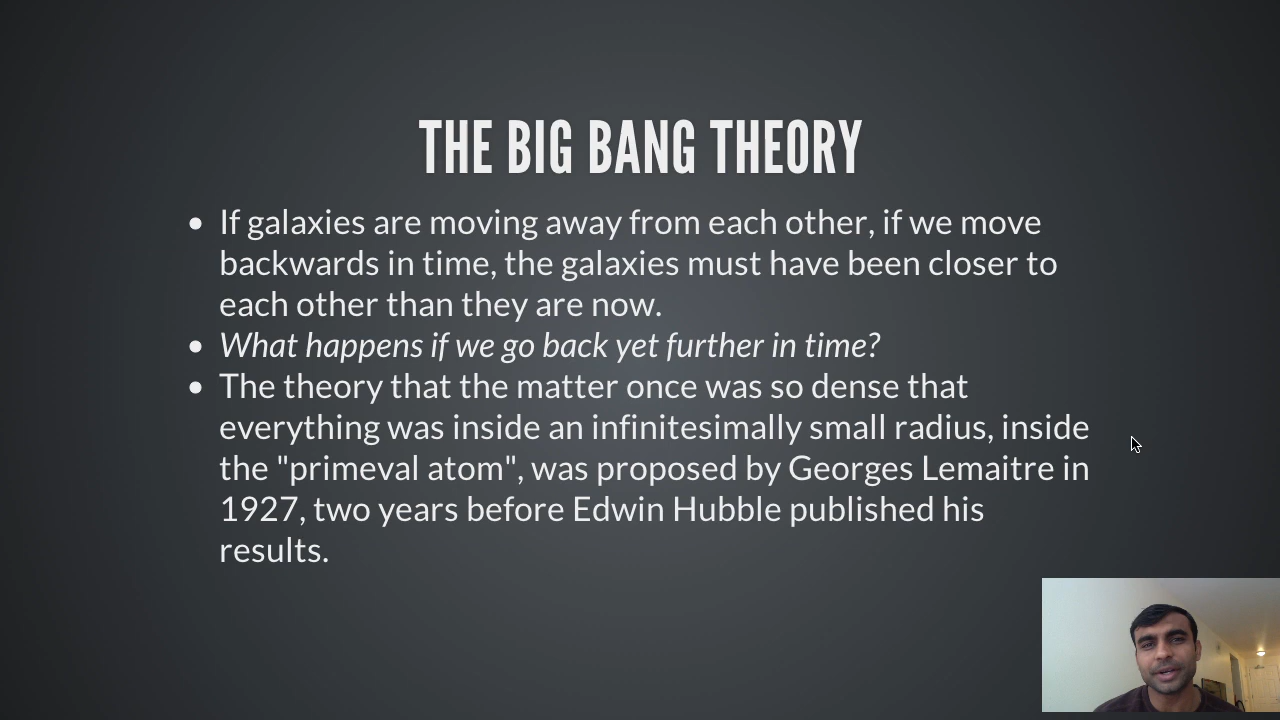 THE BIG BANG THEORY
• If galaxies are moving away from each other, if we move
backwards in time, the galaxies must have been closer to
each other than they are now.
• What happens if we go back yet further in time?
• The theory that the matter once was so dense that
everything was inside an infinitesimally small radius, inside
the "primeval atom", was proposed by Georges Lemaitre in
1927, two years before Edwin Hubble published his
results.